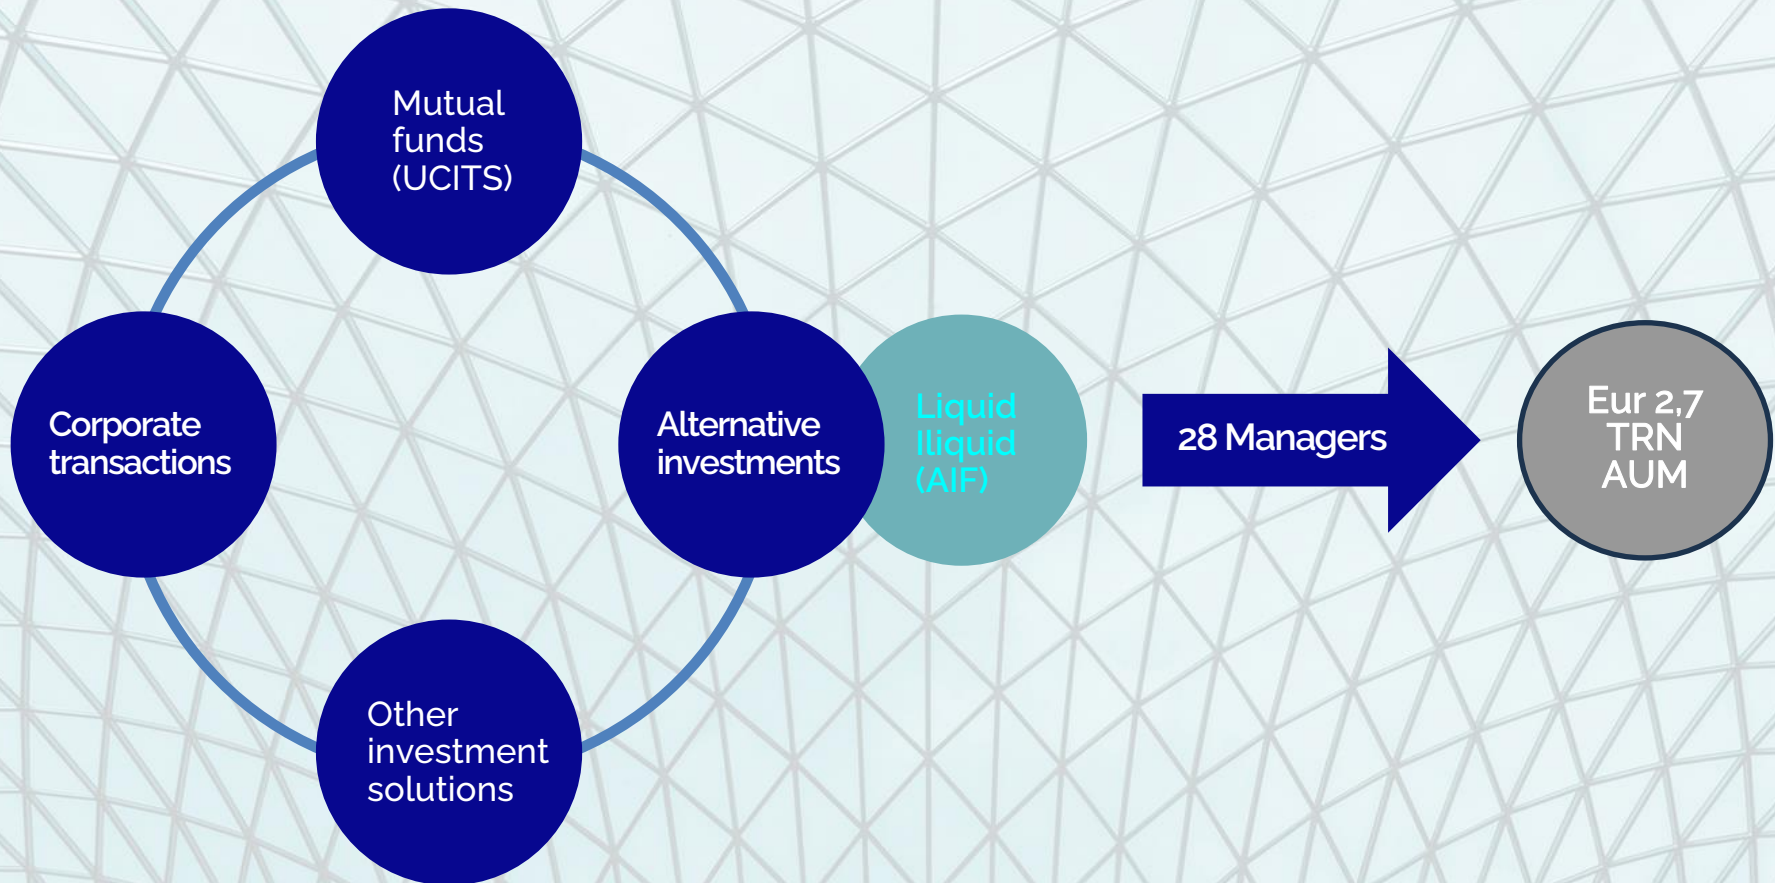 Mutual
funds
(UCITS)
Corporate
transactions
Alternative
investments
Liquid
Iliquid
(AIF)
28 Managers
Eur 2,7
TRN
AUM
Other
investment
solutions